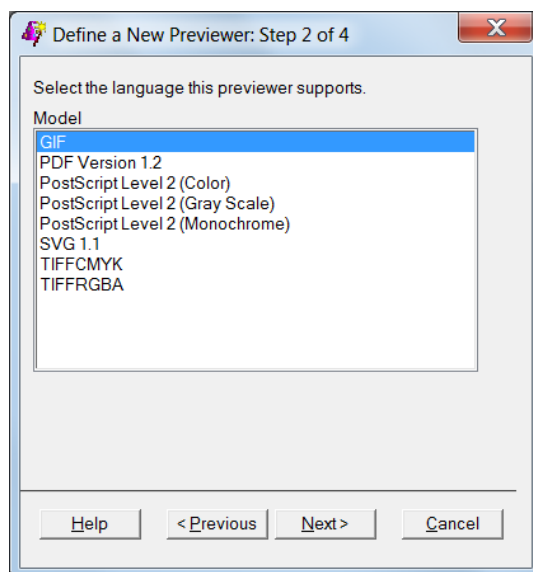 Define a New Previewer: Step 2 of 4
X
Select the language this previewer supports.
Model
GIF
PDF Version 1.2
PostScript Level 2 (Color)
PostScript Level 2 (Gray Scale)
PostScript Level 2 (Monochrome)
SVG 1.1
TIFFCMYK
TIFFRGBA
Help < Previous Next > Cancel